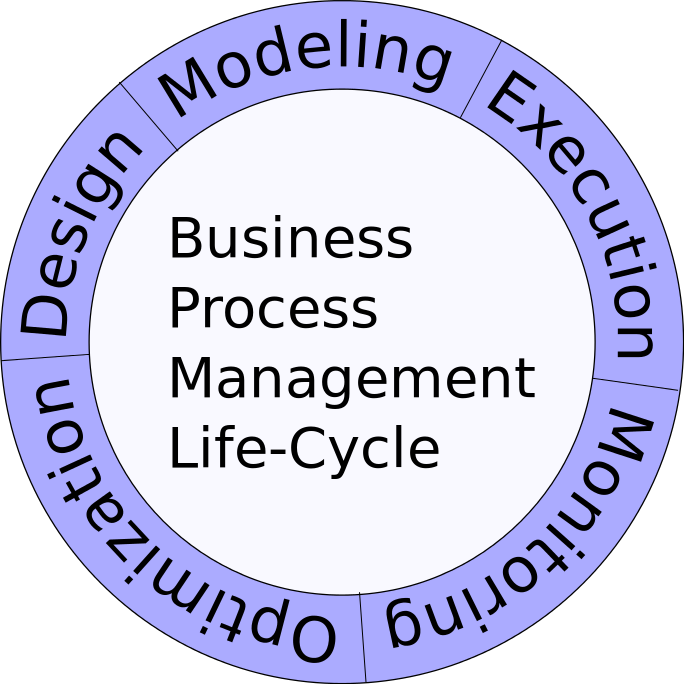 Design
Modeling
Execution
Monitoring
Optimization
Business
Process
Management
Life-Cycle